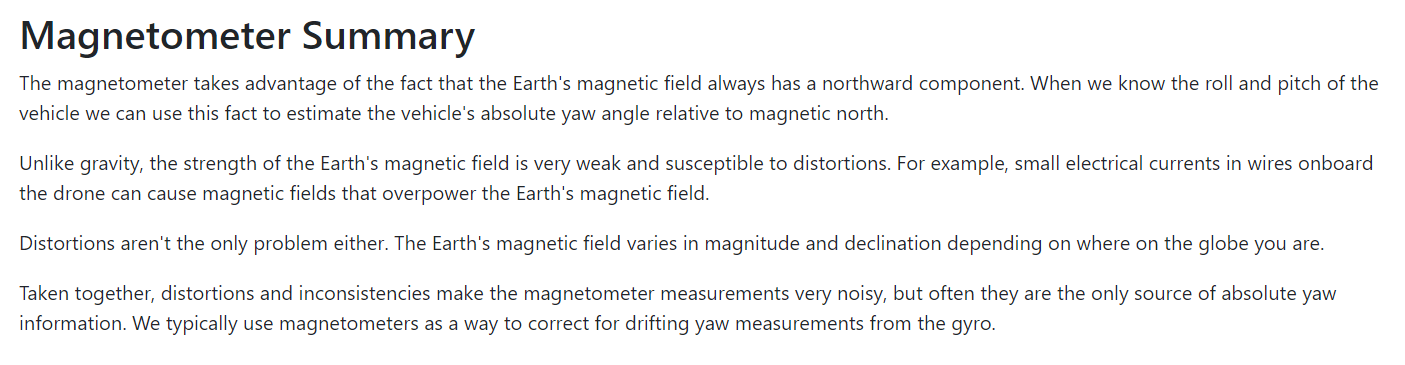 Magnetometer Summary
The magnetometer takes advantage of the fact that the Earth's magnetic field always has a northward component. When we know the roll and pitch of the
vehicle we can use this fact to estimate the vehicle's absolute yaw angle relative to magnetic north.
Unlike gravity, the strength of the Earth's magnetic field is very weak and susceptible to distortions. For example, small electrical currents in wires onboard
the drone can cause magnetic fields that overpower the Earth's magnetic field.
Distortions aren't the only problem either. The Earth's magnetic field varies in magnitude and declination depending on where on the globe you are.
Taken together, distortions and inconsistencies make the magnetometer measurements very noisy, but often they are the only source of absolute yaw
information. We typically use magnetometers as a way to correct for drifting yaw measurements from the gyro.